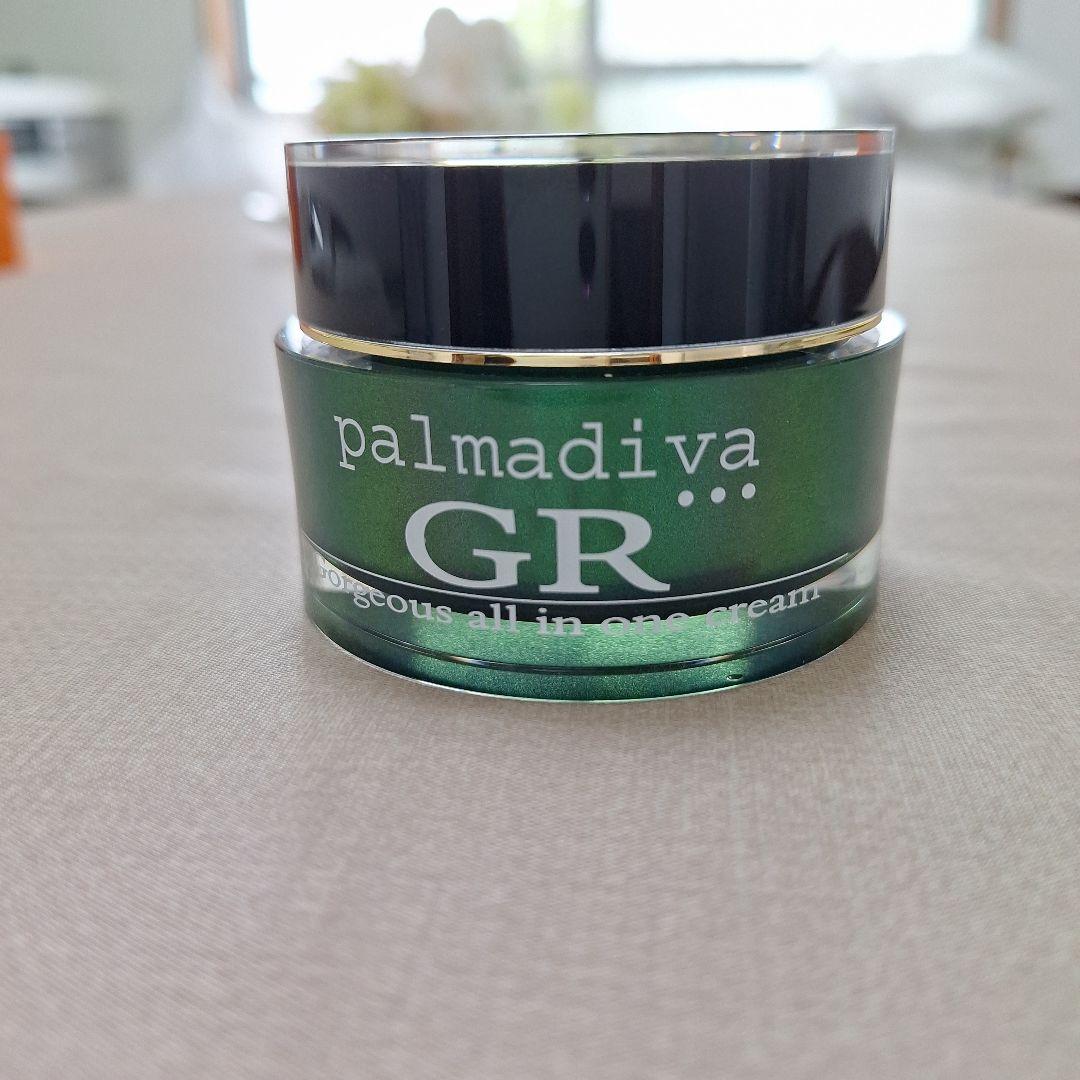 palmadiva
GR...
Gorgeous all in one cream